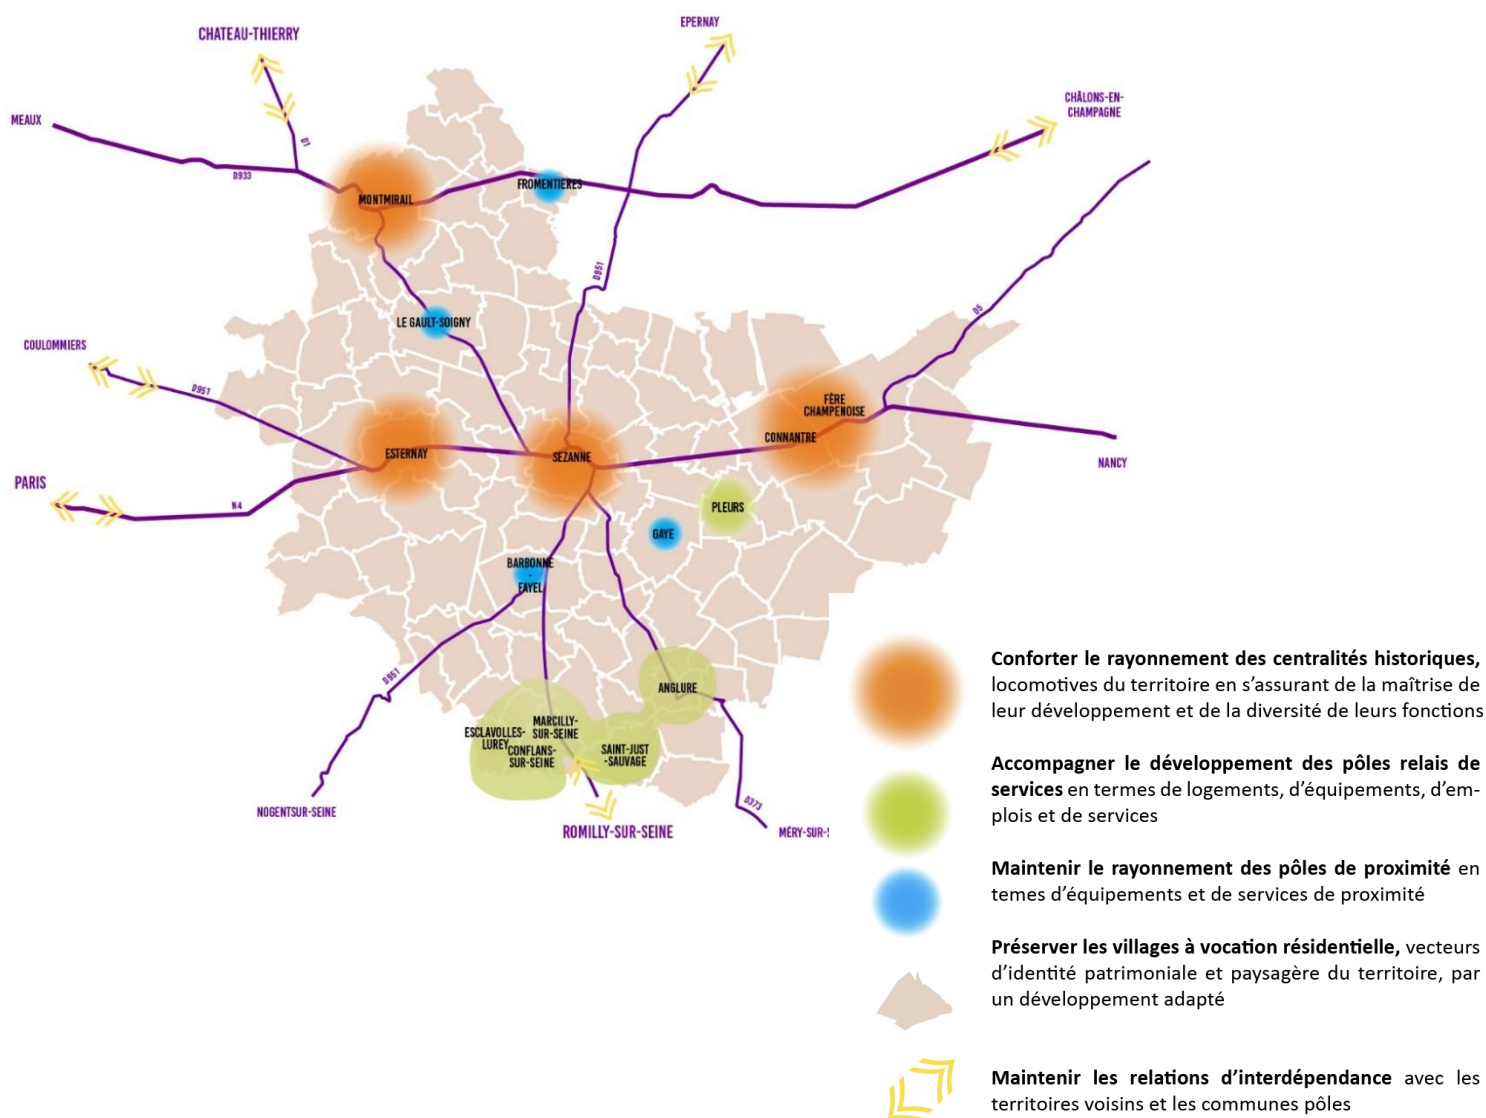 CHATEAU-THIERRY
EPERNAY
CHÂLONS-EN-
CHAMPAGNE
MEAUX
D1
D933
FROMENTIERES
MONTMIRAIL
D951
D5
LE GAULT-SOIGNY
COULOMMIERS
D951
FÈRE
CHAMPENOISE
CONNANTRE
ESTERNAY
SEZANNE
NANCY
PARIS
N4
PLEURS
GAYE
BARBONNE
-
FAYEL
D951
ANGLURE
MARCILLY-
SUR-SEINE
ESCLAVOLLES-
LUREY
CONFLANS-
SUR-SEINE
SAINT-JUST
-SAUVAGE
NOGENTSUR-SEINE
ROMILLY-SUR-SEINE
D373
MÉRY-SUR-S
Conforter le rayonnement des centralités historiques,
locomotives du territoire en s’assurant de la maîtrise de
leur développement et de la diversité de leurs fonctions
Accompagner le développement des pôles relais de
services en termes de logements, d’équipements, d’em-
plois et de services
Maintenir le rayonnement des pôles de proximité en
temes d’équipements et de services de proximité
Préserver les villages à vocation résidentielle, vecteurs
d’identité patrimoniale et paysagère du territoire, par
un développement adapté
Maintenir les relations d’interdépendance avec les
territoires voisins et les communes pôles